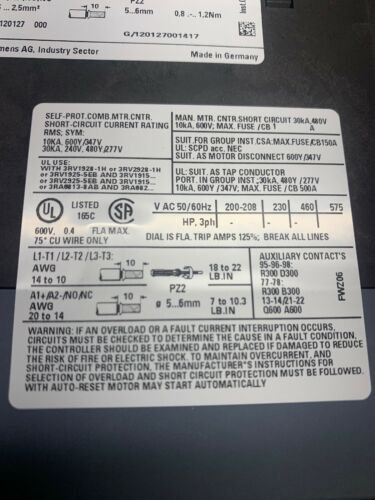 10 PZ2
... 2,5mm² 5...6mm 0,8 ... 1,2Nm
120127 000 G/120127001417
mens AG, Industry Sector Made in Germany
SELF-PROT.COMB.MTR.CNTR.
SHORT-CIRCUIT CURRENT RATING
RMS; SYM:
10KA, 600Y/347V
30KA, 240V, 480Y/277V
MAN. MTR. CNTR.SHORT CIRCUIT 30kA,480V
10kA, 600V; MAX. FUSE /CB 1 A
SUIT.FOR GROUP INST.CSA:MAX.FUSE/CB150A
UL: SCPD acc. NEC
SUIT. AS MOTOR DISCONNECT 600Y/347V
UL USE:
WITH 3RV1928-1H or 3RV2928-1H
or 3RV2925-5EB and 3RV1915...
or 3RV1925-5EB and 3RV1915...
UL: SUIT. AS TAP CONDUCTOR
PORT. IN GROUP INST.;30kA, 480Y /277V
10kA, 600Y /347V; MAX. FUSE /CB 500A
UL LISTED
165C
SA
V AC 50/60Hz 200-208 230 460 575
HP, 3ph
600V, 0.4 FLA MAX.
75° CU WIRE ONLY
DIAL IS FLA. TRIP AMPS 125%; BLANK FOR OTHERS
L1-T1 /L2-T2 /L3-T3:
AWG 10 18 to 22
14 to 10 LB.IN
PZ2
A1+/A2-/NO/NC 10 ø 5...6mm 7 to 10.3
AWG LB.IN
20 to 14
AUXILIARY CONTACT'S
95-96-98:
R300 D300
77-78:
R300 B300
13-14/21-22
Q600 A600
FWZ06
WARNING: IF AN OVERLOAD OR A FAULT CURRENT INTERRUPTION OCCURS,
CIRCUITS MUST BE CHECKED TO DETERMINE THE CAUSE IN A FAULT CURRENT,
THE CONTROLLER SHOULD BE EXAMINED AND REPLACED IF DAMAGED TO REDUCE
THE RISK OF FIRE OR ELECTRIC SHOCK. TO MAINTAIN OVERCURRENT, AND
SHORT-CIRCUIT PROTECTION. THE MANUFACTURER'S INSTRUCTIONS FOR
SELECTION OF OVERLOAD AND SHORT CIRCUIT PROTECTION MUST BE FOLLOWED
WITH AUTO-RESET MOTOR MAY START AUTOMATICALLY